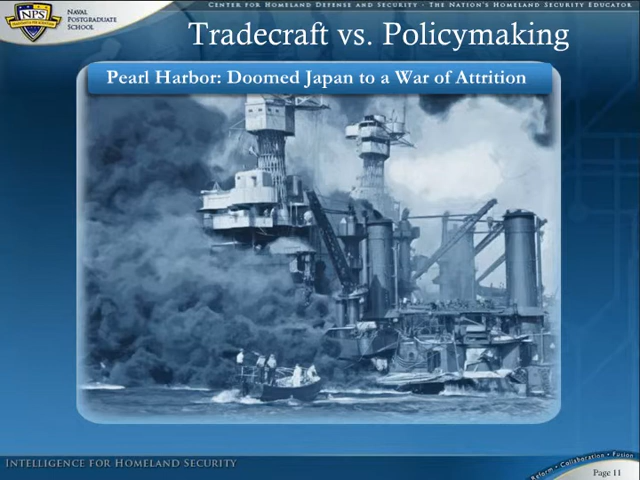 CENTER FOR HOMELAND DEFENSE AND SECURITY • THE NATION'S HOMELAND SECURITY EDUCATOR
NPS
NAVAL
POSTGRADUATE
SCHOOL
Tradecraft vs. Policymaking
Pearl Harbor: Doomed Japan to a War of Attrition
INTELLIGENCE FOR HOMELAND SECURITY
Reform • Collaboration • Fusion
Page 11